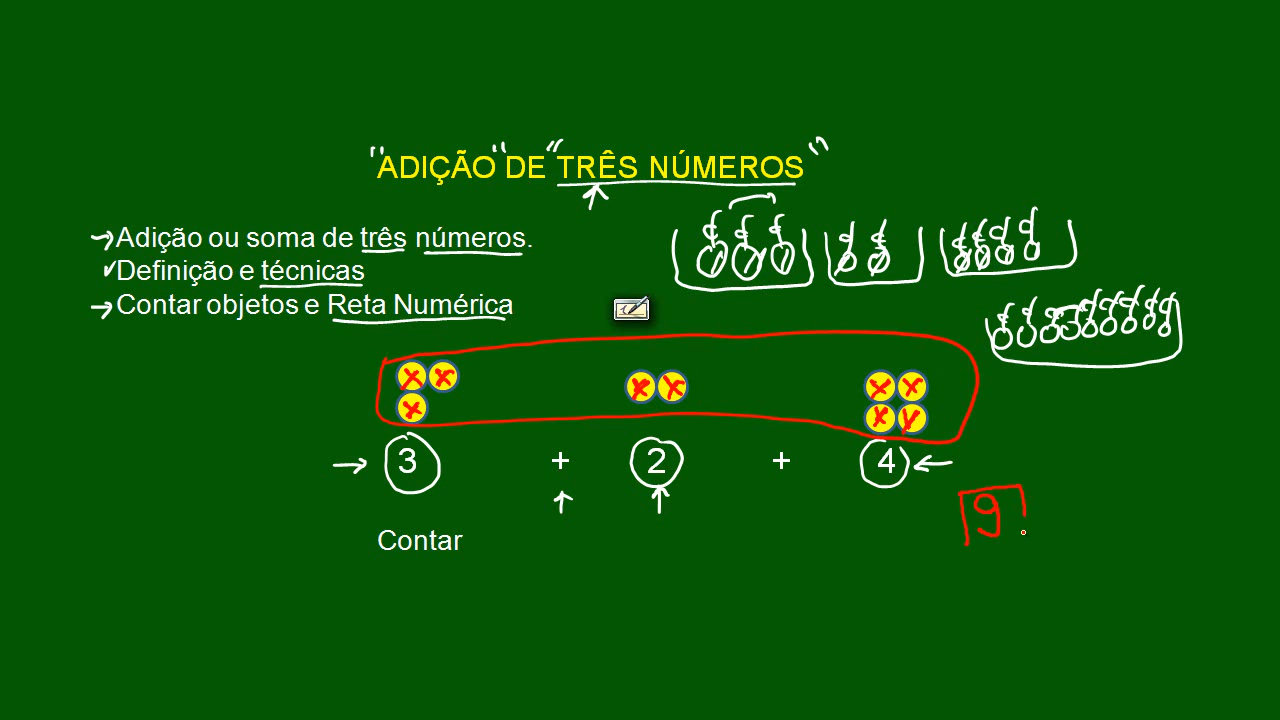 "ADIÇÃO" DE "TRÊS NÚMEROS"
Adição ou soma de três números.
Definição e técnicas
Contar objetos e Reta Numérica
3 + 2 + 4
9
Contar